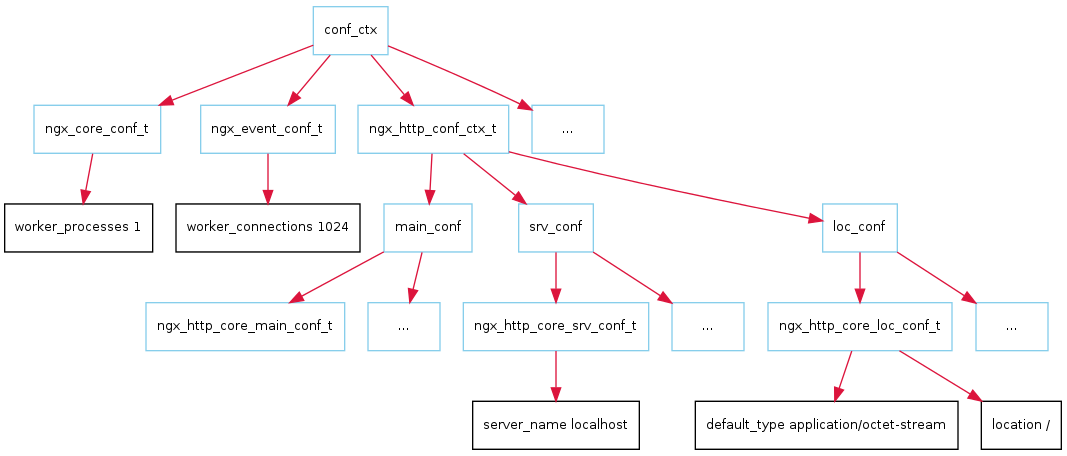 conf_ctx
ngx_core_conf_t
ngx_event_conf_t
ngx_http_conf_ctx_t
...
worker_processes 1
worker_connections 1024
main_conf
srv_conf
loc_conf
ngx_http_core_main_conf_t
...
ngx_http_core_srv_conf_t
...
ngx_http_core_loc_conf_t
...
server_name localhost
default_type application/octet-stream
location /